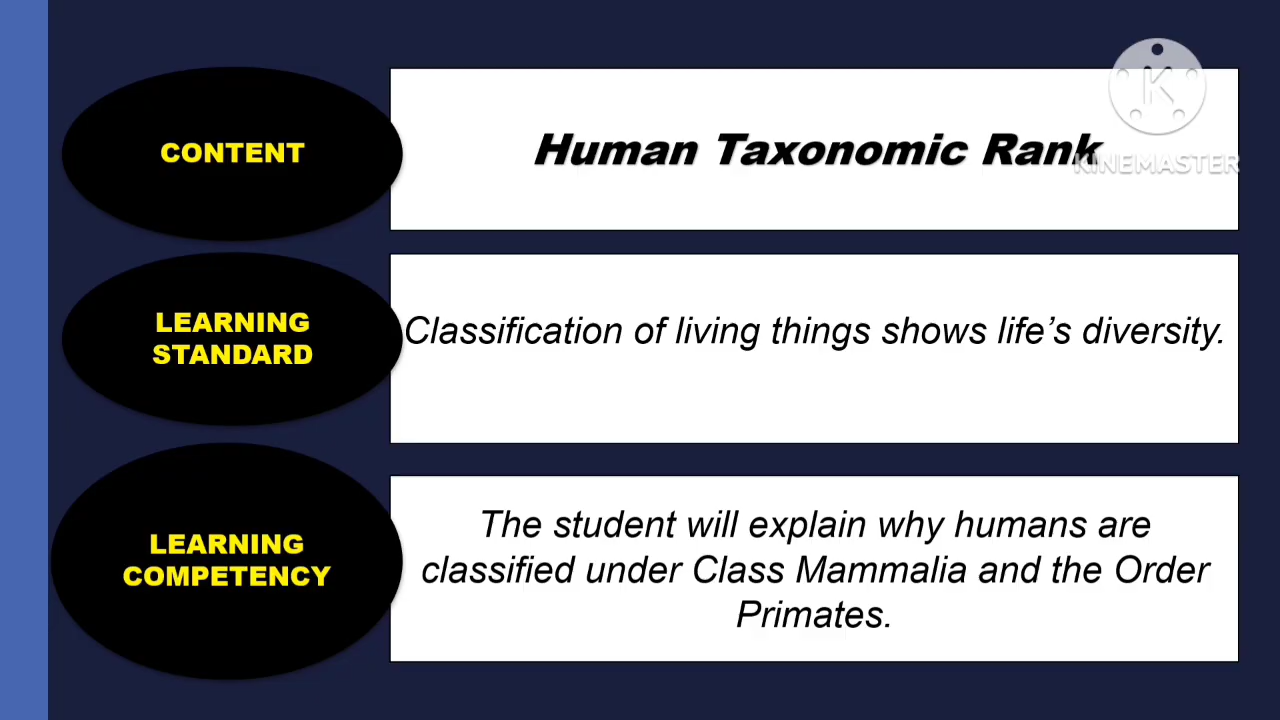 CONTENT
Human Taxonomic Rank
K
KINEMASTER
LEARNING
STANDARD
Classification of living things shows life’s diversity.
LEARNING
COMPETENCY
The student will explain why humans are
classified under Class Mammalia and the Order
Primates.